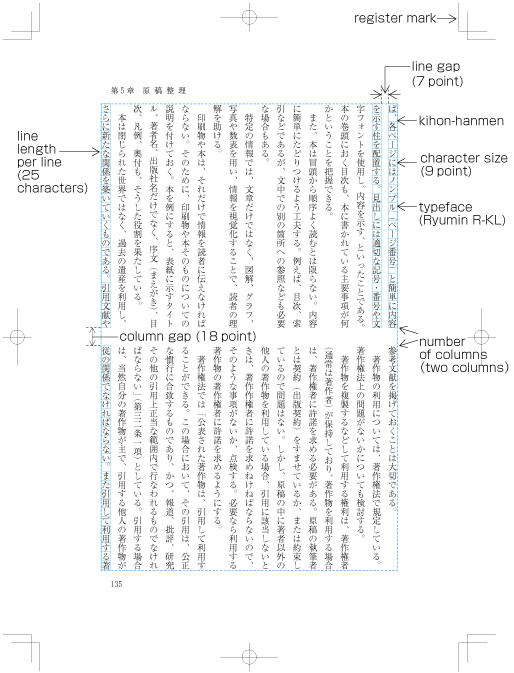 register mark
line gap
(7 point)
第5章 原稿整理
kihon-hanmen
character size
(9 point)
typeface
(Ryumin R-KL)
line
length
per line
(25
characters)
ば、各ページにはノンブル（ページ番号）と簡単に内容
を示す柱を配置する。見出しには適切な記号・番号や文
字フォントを使用し、内容を示す、といったことである。
本の巻頭におく目次も、本に書かれている主要事項が何
かということを把握できる。
また、本は冒頭から順序よく読むとは限らない。内容
に簡単にたどりつけるよう工夫する。例えば、目次、索
引などであるが、文中での別の箇所への参照なども必要
な場合もある。
特定の情報では、文章だけではなく、図解、グラフ、
写真や数表を用い、情報を視覚化することで、読者の理
解を助ける。
印刷物や本は、それだけで情報を読者に伝えなければ
ならない。そのために、印刷物や本そのものについての
説明を付けておく。本を例にすると、表紙に示すタイト
ル、著者名、出版社名だけでなく、序文（まえがき）、目
次、凡例、奥付も、そうした役割を果たしている。
本は閉じられた世界ではなく、過去の遺産を利用し、
さらに新たな関係を築いていくものである。引用文献や
column gap (18 point)
number
of columns
(two columns)
参考文献を掲げておくことは大切である。
著作物の利用については、著作権法で規定している。
著作権法上の問題がないかについても検討する。
著作物を複製するなどして利用する権利は、著作権者
（通常は著作者）が保持しており、著作物を利用する場合
は、著作権者に許諾を求める必要がある。原稿の執筆者
とは契約（出版契約）をすませているか、または約束し
ているので問題はない。しかし、原稿の中に著者以外の
他人の著作物を利用している場合、引用に該当しないと
きは、著作権者に許諾を求めねばならないので、
そのような事項がないか、点検する。必要なら利用する
著作物の著作権者に許諾を求めるようにする。
著作権法では「公表された著作物は、引用して利用す
ることができる。この場合において、その引用は、公正
な慣行に合致するものであり、かつ、報道、批評、研究
その他の引用上正当な範囲内で行なわれるものでなけれ
ばならない」（第三二条一項）としている。引用する場合
は、当然自分の著作物が主で、引用する他人の著作物が
従の関係でなければならない。また引用して利用する著
135